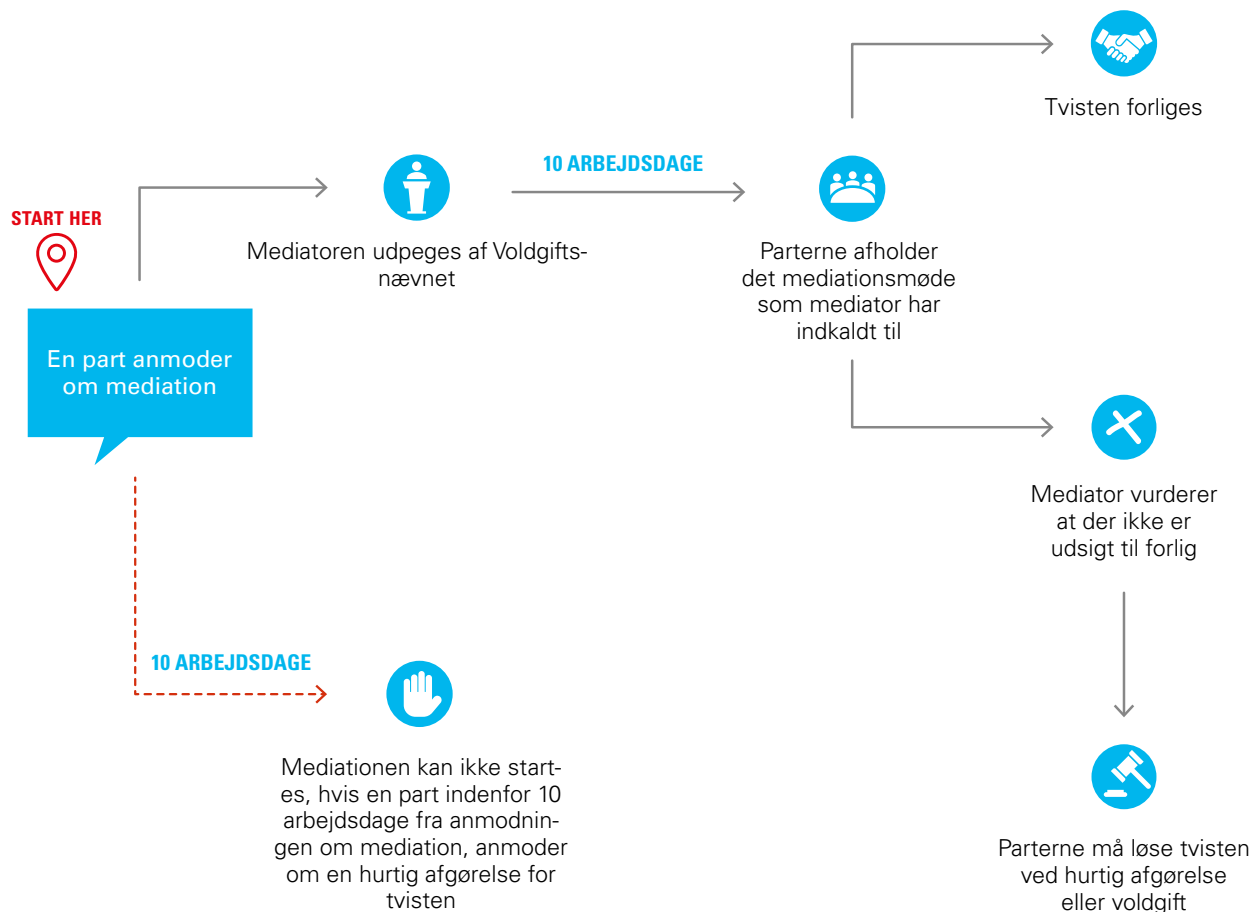 START HER
En part anmoder
om mediation
Mediatoren udpeges af Voldgifts-
nævnet
10 ARBEJDSDAGE
Parterne afholder
det mediationsmøde
som mediator har
indkaldt til
Tvisten forliges
Mediator vurderer
at der ikke er
udsigt til forlig
Parterne må løse tvisten
ved hurtig afgørelse
eller voldgift
10 ARBEJDSDAGE
Mediationen kan ikke start-
es, hvis en part indenfor 10
arbejdsdage fra anmodnin-
gen om mediation, anmoder
om en hurtig afgørelse for
tvisten